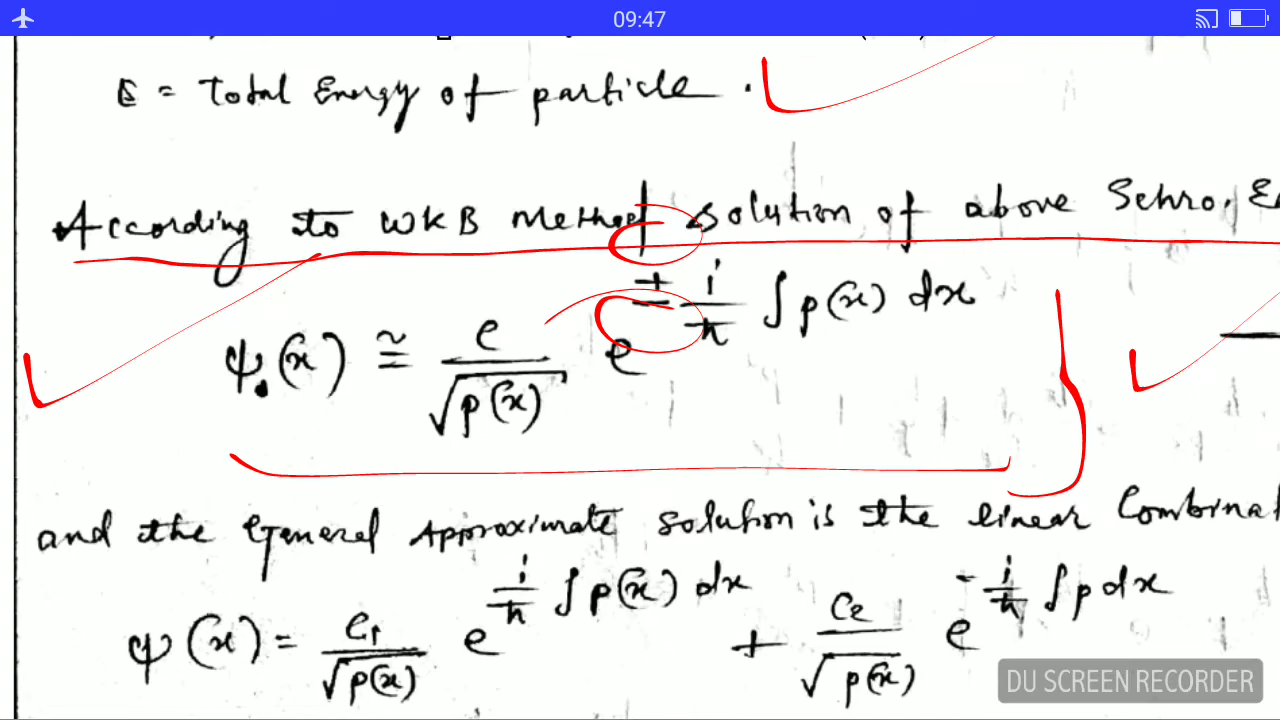 09:47
E = Total Energy of particle.
According to WKB Method solution of above Schro. E
ψ(x) ≅ c/√p(x) e^{± i/ħ ∫ p(x) dx}
and the General Approximate solution is the linear Combinat
ψ(x) = c₁/√p(x) e^{i/ħ ∫ p(x) dx} + c₂/√p(x) e^{- i/ħ ∫ p dx}
DU SCREEN RECORDER